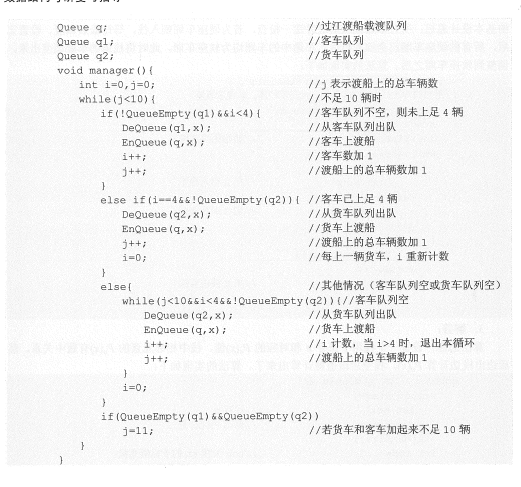 Queue q; //过江渡船载渡队列
Queue q1; //客车队列
Queue q2; //货车队列
void manager(){
int i=0,j=0; //j 表示渡船上的总车辆数
while(j<10){ //不足 10 辆时
if(!QueueEmpty(q1)&&i<4){ //客车队列不空，则未上足 4 辆
DeQueue(q1,x); //从客车队列出队
EnQueue(q,x); //客车上渡船
i++; //客车数加 1
j++; //渡船上的总车辆数加 1
}
else if(i==4&&!QueueEmpty(q2)){ //客车已上足 4 辆
DeQueue(q2,x); //从货车队列出队
EnQueue(q,x); //货车上渡船
j++; //渡船上的总车辆数加 1
i=0; //每上一辆货车，i 重新计数
}
else{ //其他情况（客车队列空或货车队列空）
while(j<10&&i<4&&!QueueEmpty(q2)){//客车队列空
DeQueue(q2,x); //从货车队列出队
EnQueue(q,x); //货车上渡船
i++; //i 计数，当 i>4 时，退出本循环
j++; //渡船上的总车辆数加 1
}
i=0;
}
if(QueueEmpty(q1)&&QueueEmpty(q2))
j=11; //若货车和客车加起来不足 10 辆
}
}